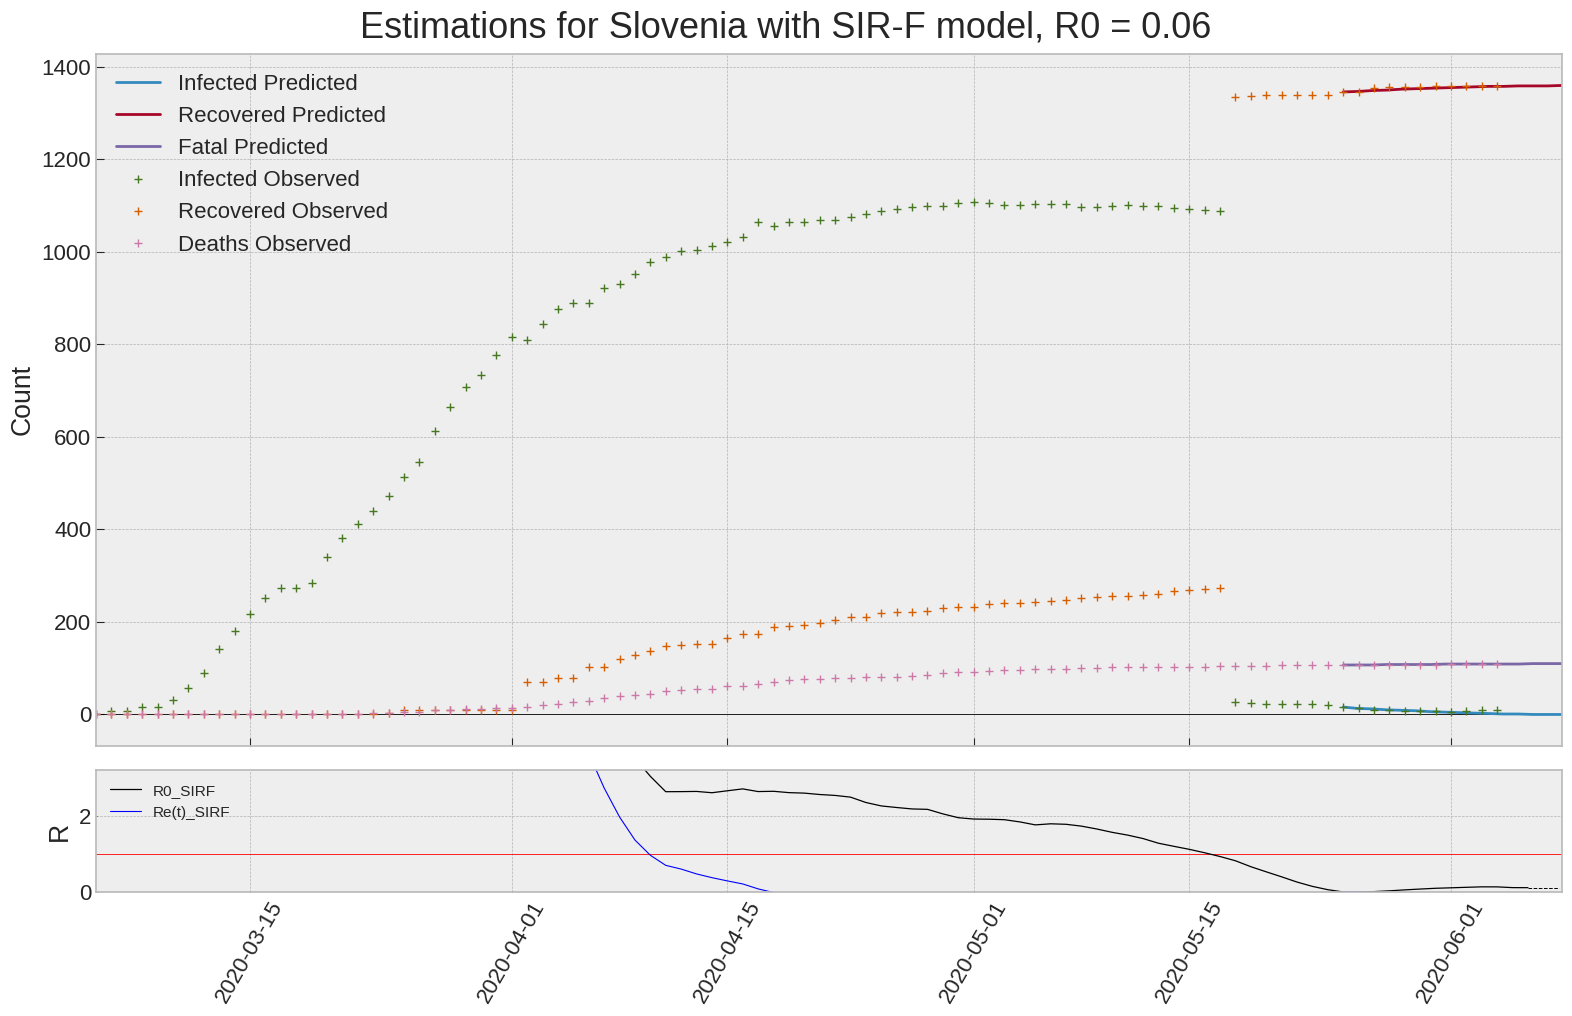 Estimations for Slovenia with SIR-F model, R0 = 0.06
1400
1200
1000
800
600
400
200
0
Count
Infected Predicted
Recovered Predicted
Fatal Predicted
Infected Observed
Recovered Observed
Deaths Observed
2
0
R
R0_SIRF
Re(t)_SIRF
2020-03-15
2020-04-01
2020-04-15
2020-05-01
2020-05-15
2020-06-01